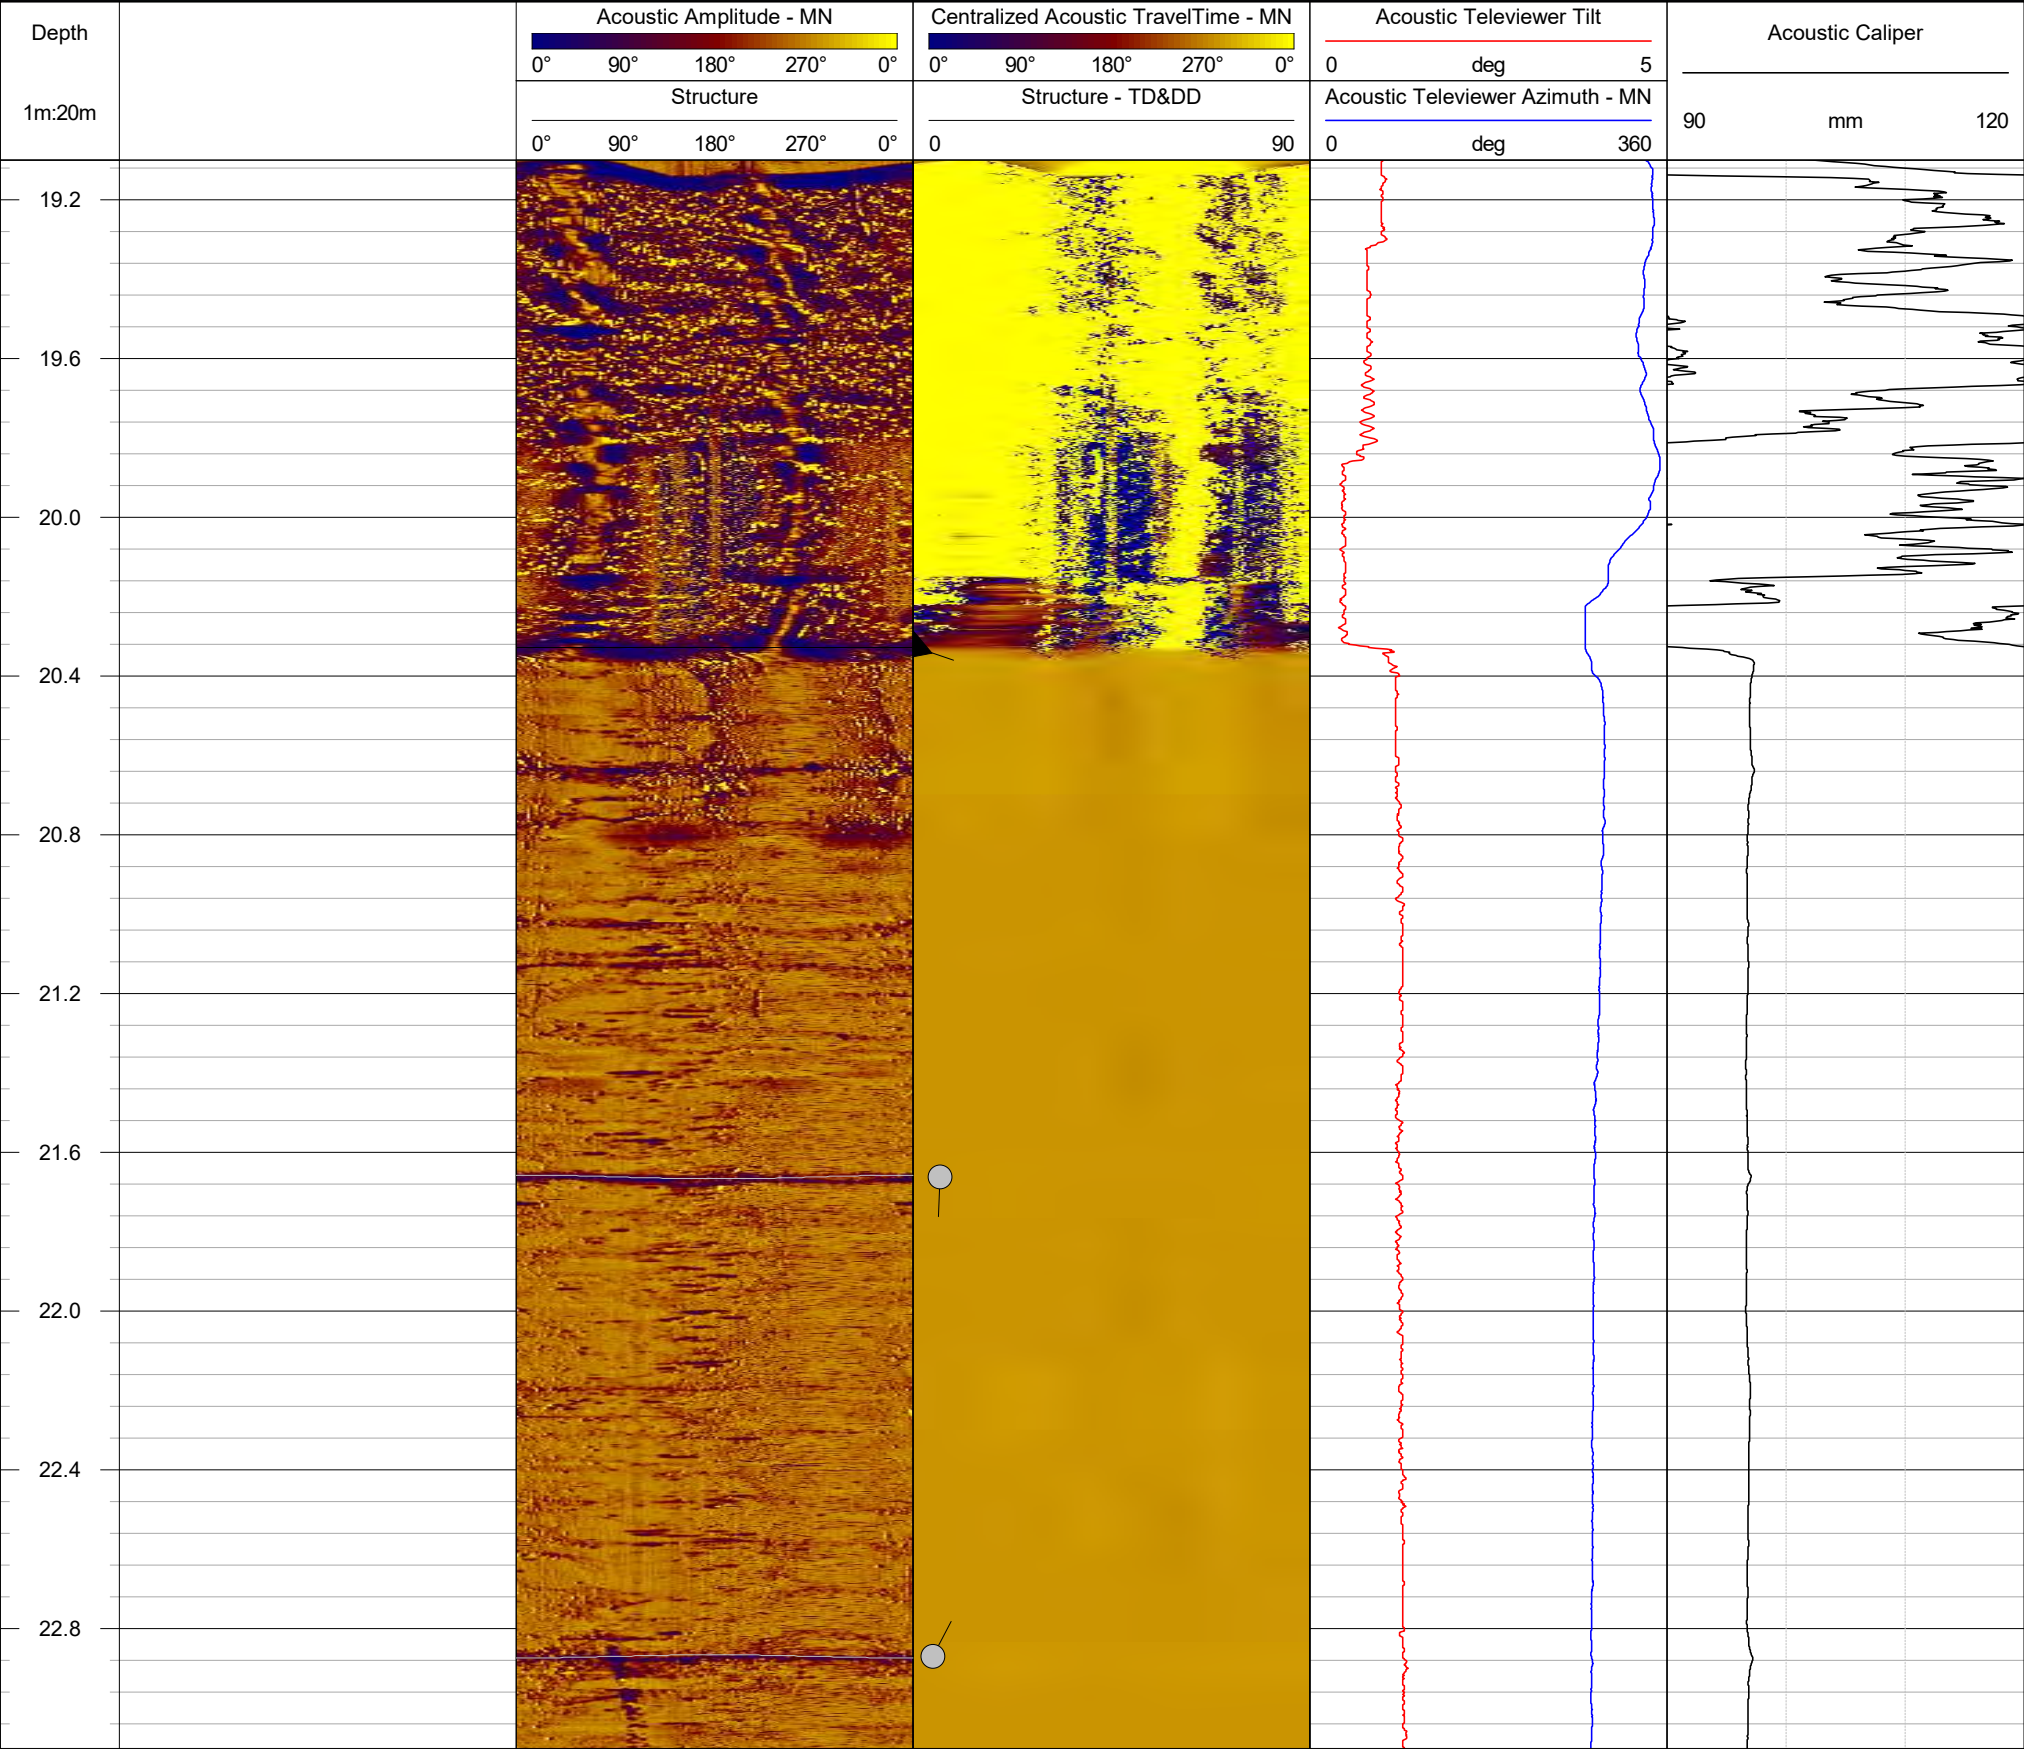 Depth
1m:20m
Acoustic Amplitude - MN
0° 90° 180° 270° 0°
Structure
0° 90° 180° 270° 0°
Centralized Acoustic TravelTime - MN
0° 90° 180° 270° 0°
Structure - TD&DD
0 90
Acoustic Televiewer Tilt
0 deg 5
Acoustic Televiewer Azimuth - MN
0 deg 360
Acoustic Caliper
90 mm 120
19.2
19.6
20.0
20.4
20.8
21.2
21.6
22.0
22.4
22.8